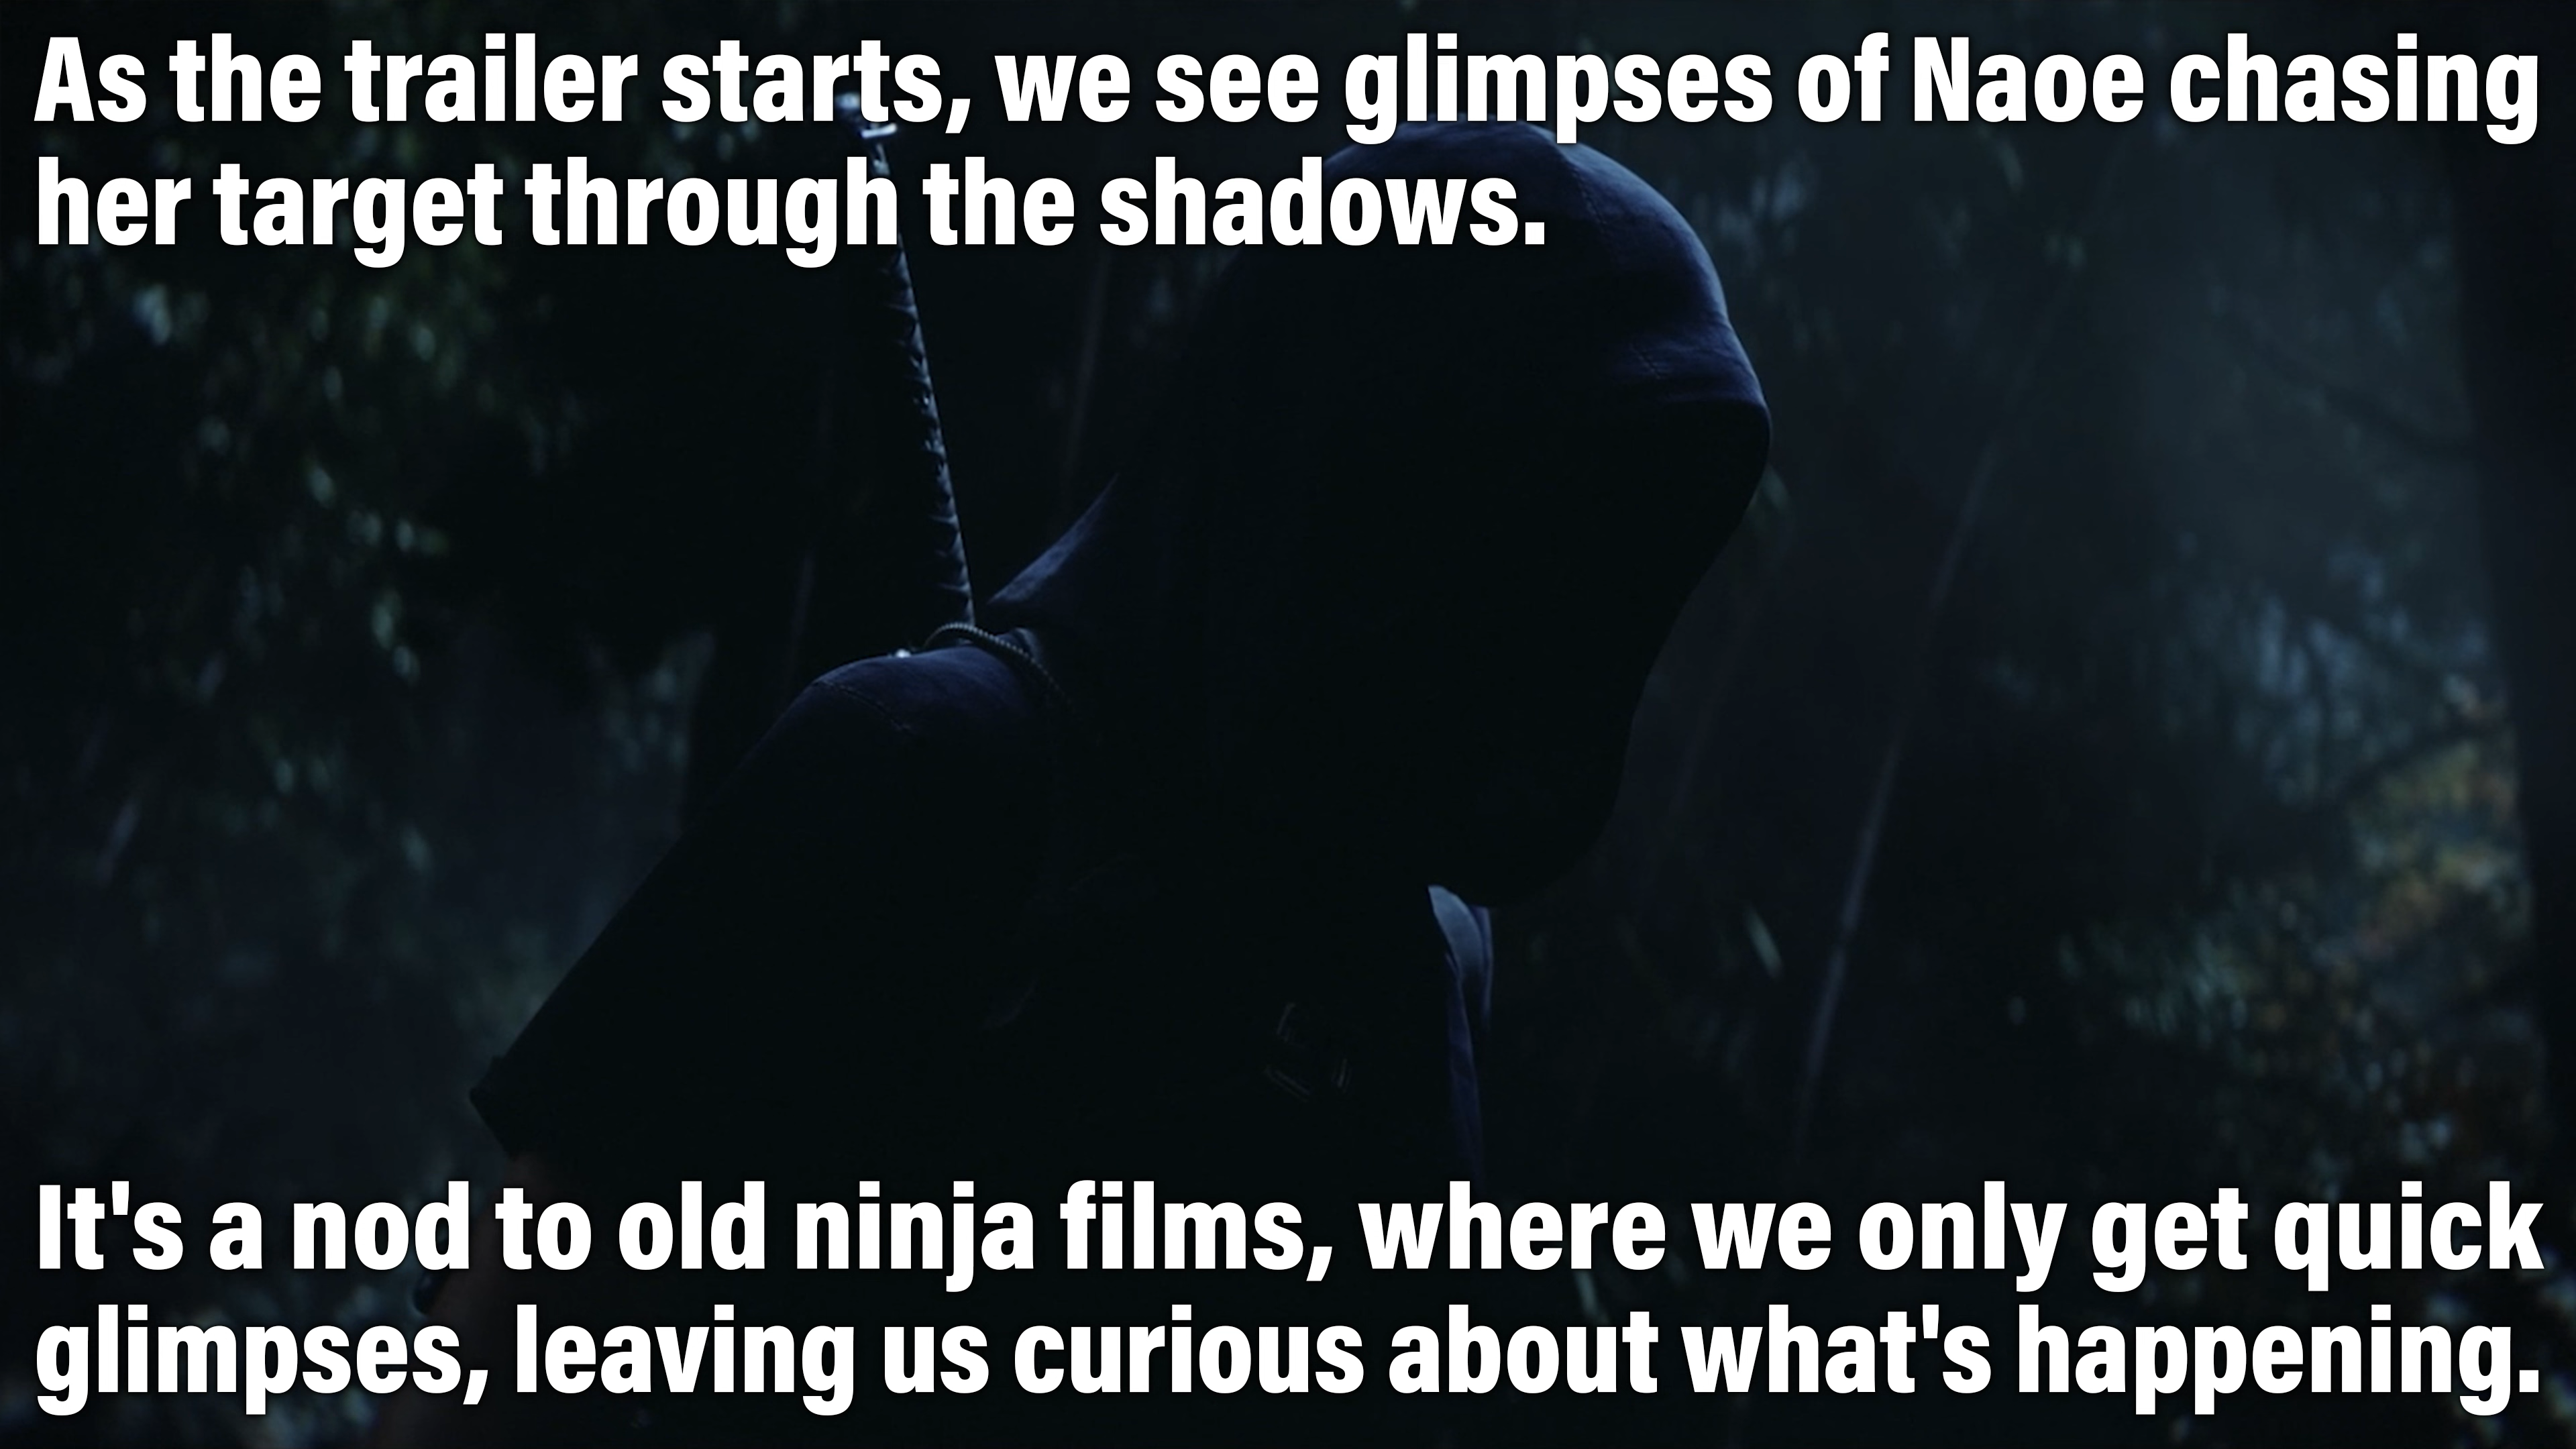 As the trailer starts, we see glimpses of Naoe chasing
her target through the shadows.
It's a nod to old ninja films, where we only get quick
glimpses, leaving us curious about what's happening.